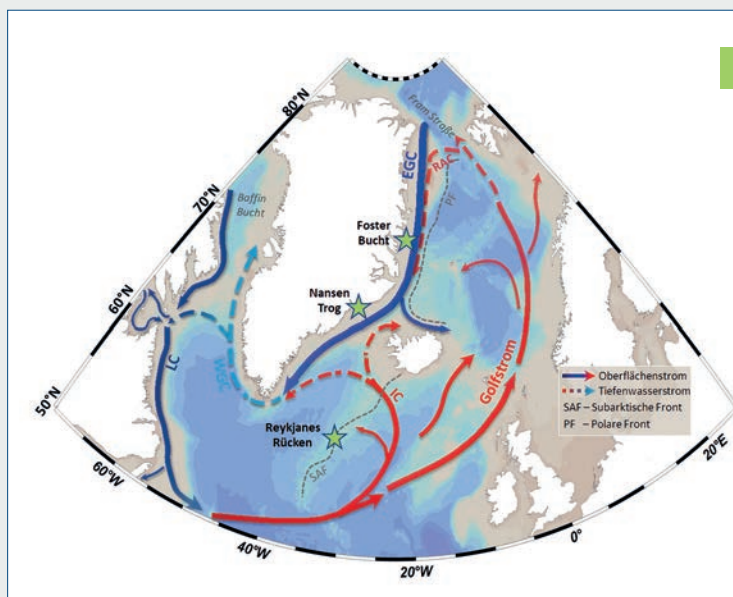 80°N
Fram Straße
70°N
Baffin
Bucht
EGC
RAC
PF
Foster
Bucht
60°N
Nansen
Trog
50°N
LC
WGC
IC
Golfstrom
Oberflächenstrom
Tiefenwasserstrom
SAF – Subarktische Front
PF – Polare Front
Reykjanes
Rücken
SAF
60°W
20°E
40°W
0°
20°W